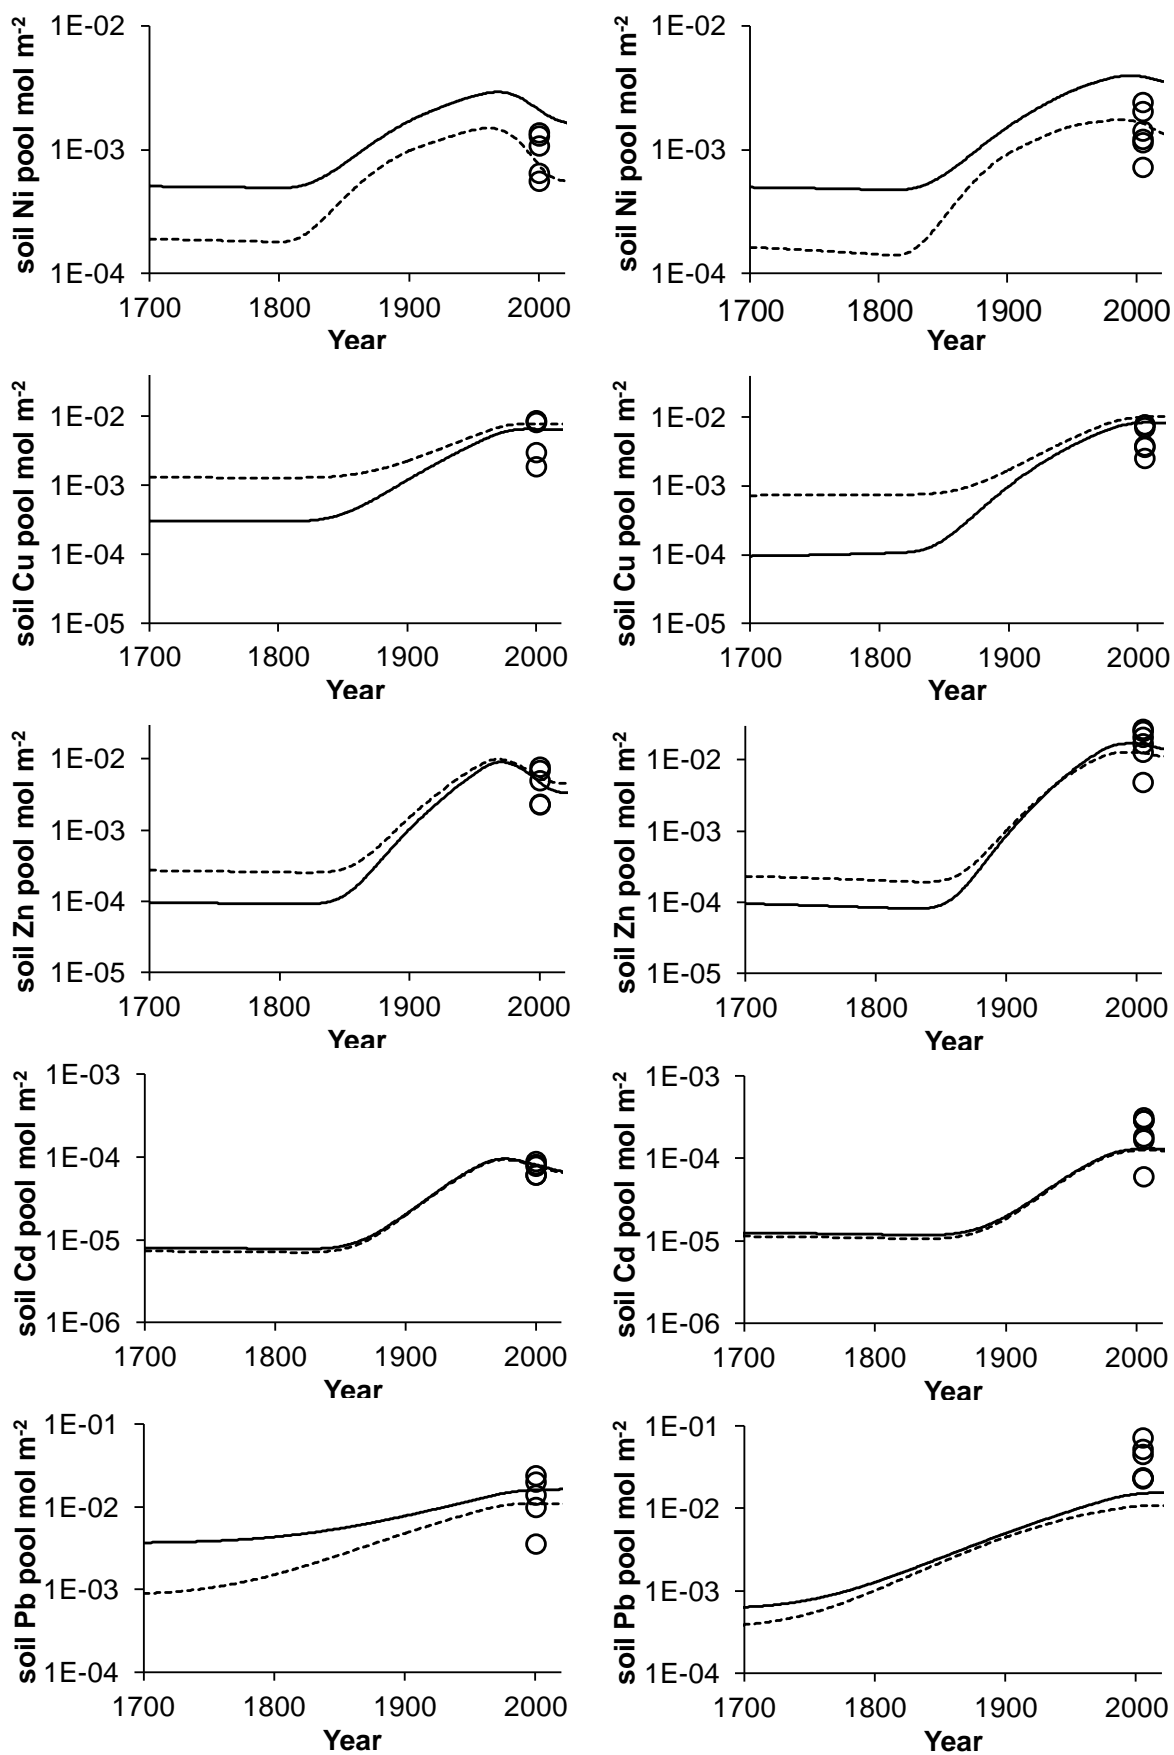 soil Ni pool mol m-2
1E-02
1E-03
1E-04
1700 1800 1900 2000
Year
soil Ni pool mol m-2
1E-02
1E-03
1E-04
1700 1800 1900 2000
Year
soil Cu pool mol m-2
1E-02
1E-03
1E-04
1E-05
1700 1800 1900 2000
Year
soil Cu pool mol m-2
1E-02
1E-03
1E-04
1E-05
1700 1800 1900 2000
Year
soil Zn pool mol m-2
1E-02
1E-03
1E-04
1E-05
1700 1800 1900 2000
Year
soil Zn pool mol m-2
1E-02
1E-03
1E-04
1E-05
1700 1800 1900 2000
Year
soil Cd pool mol m-2
1E-03
1E-04
1E-05
1E-06
1700 1800 1900 2000
Year
soil Cd pool mol m-2
1E-03
1E-04
1E-05
1E-06
1700 1800 1900 2000
Year
soil Pb pool mol m-2
1E-01
1E-02
1E-03
1E-04
1700 1800 1900 2000
Year
soil Pb pool mol m-2
1E-01
1E-02
1E-03
1E-04
1700 1800 1900 2000
Year